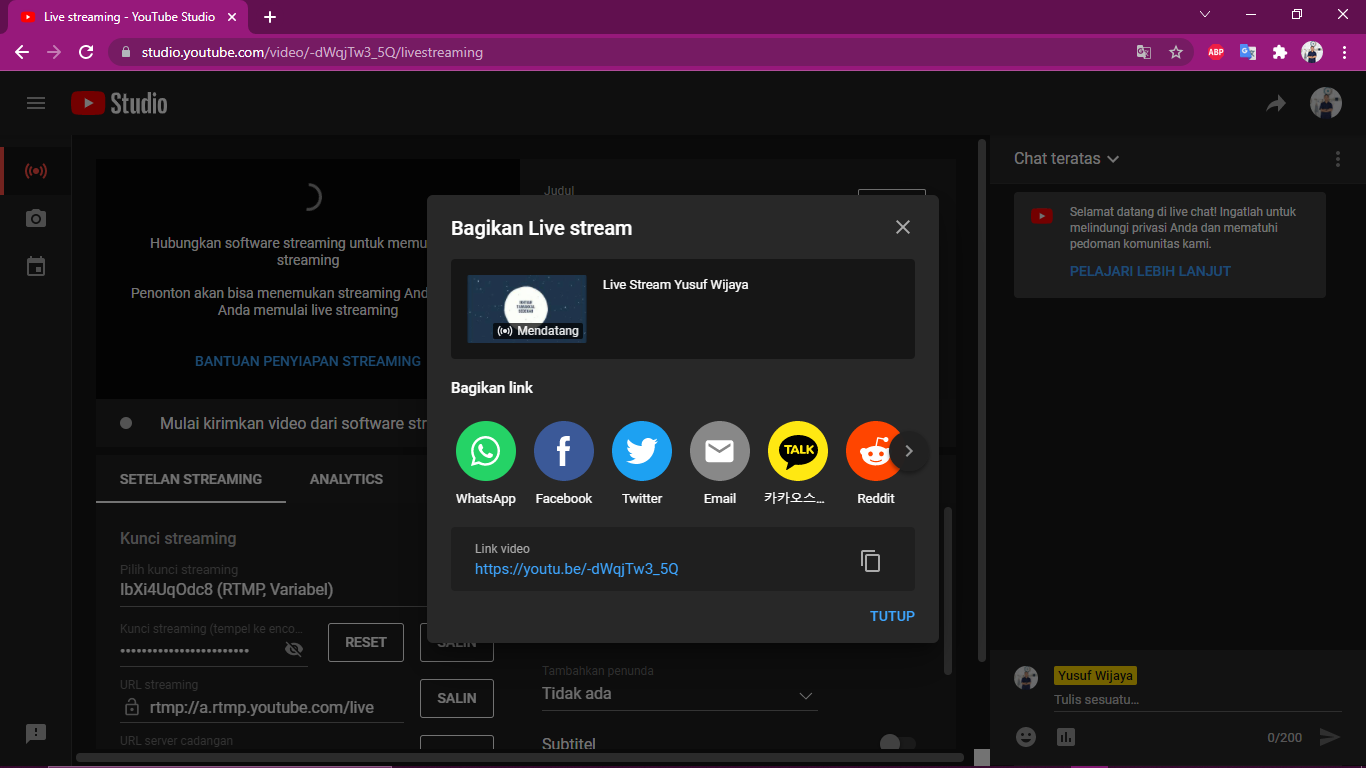 Live streaming - YouTube Studio
studio.youtube.com/video/-dWqjTw3_5Q/livestreaming
ABP
Studio
Judul
Hubungkan software streaming untuk memu
streaming
Penonton akan bisa menemukan streaming And
Anda memulai live streaming
BANTUAN PENYIAPAN STREAMING
Mulai kirimkan video dari software str
SETELAN STREAMING
ANALYTICS
Kunci streaming
Pilih kunci streaming
IbXi4UqOdc8 (RTMP, Variabel)
Kunci streaming (tempel ke enco...
•••••••••••••••••••••••••
RESET
SALIN
URL streaming
rtmp://a.rtmp.youtube.com/live
SALIN
URL server cadangan
Tambahkan penunda
Tidak ada
Subtitel
Bagikan Live stream
Live Stream Yusuf Wijaya
Mendatang
Bagikan link
TALK
WhatsApp
Facebook
Twitter
Email
카카오스...
Reddit
Link video
https://youtu.be/-dWqjTw3_5Q
TUTUP
Chat teratas
Selamat datang di live chat! Ingatlah untuk
melindungi privasi Anda dan mematuhi
pedoman komunitas kami.
PELAJARI LEBIH LANJUT
Yusuf Wijaya
Tulis sesuatu...
0/200